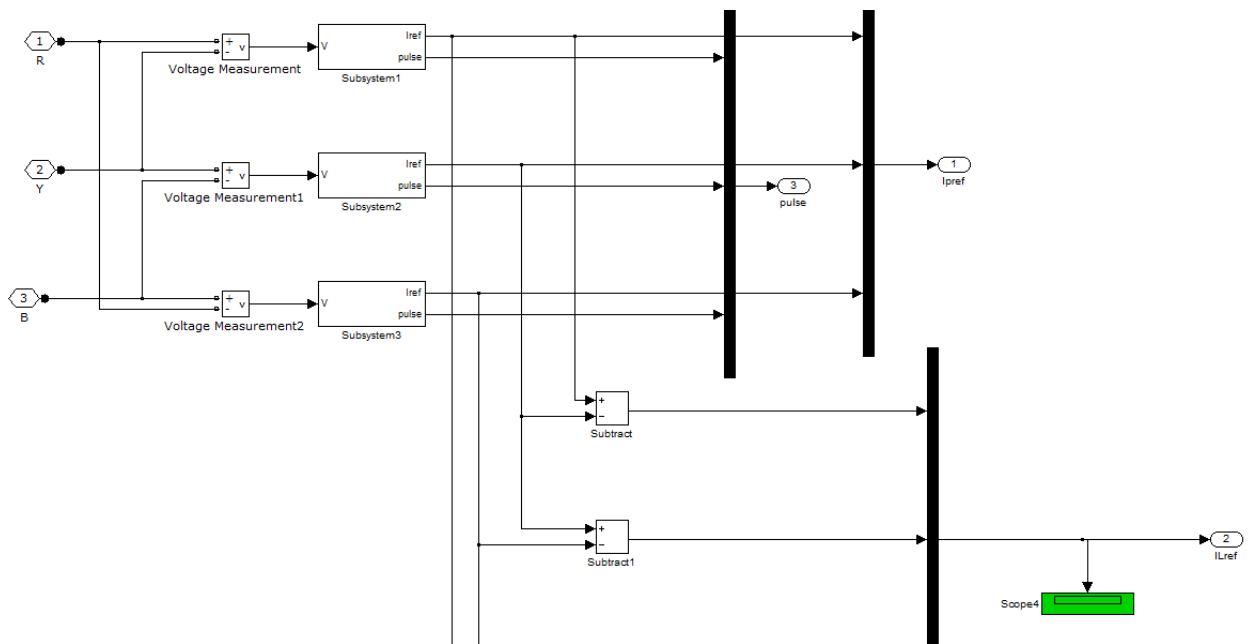 1
R
+
-
v
Voltage Measurement
V
Iref
pulse
Subsystem1
2
Y
+
-
v
Voltage Measurement1
V
Iref
pulse
Subsystem2
1
Ipref
3
pulse
3
B
+
-
v
Voltage Measurement2
V
Iref
pulse
Subsystem3
+
−
Subtract
+
−
Subtract1
2
ILref
Scope4